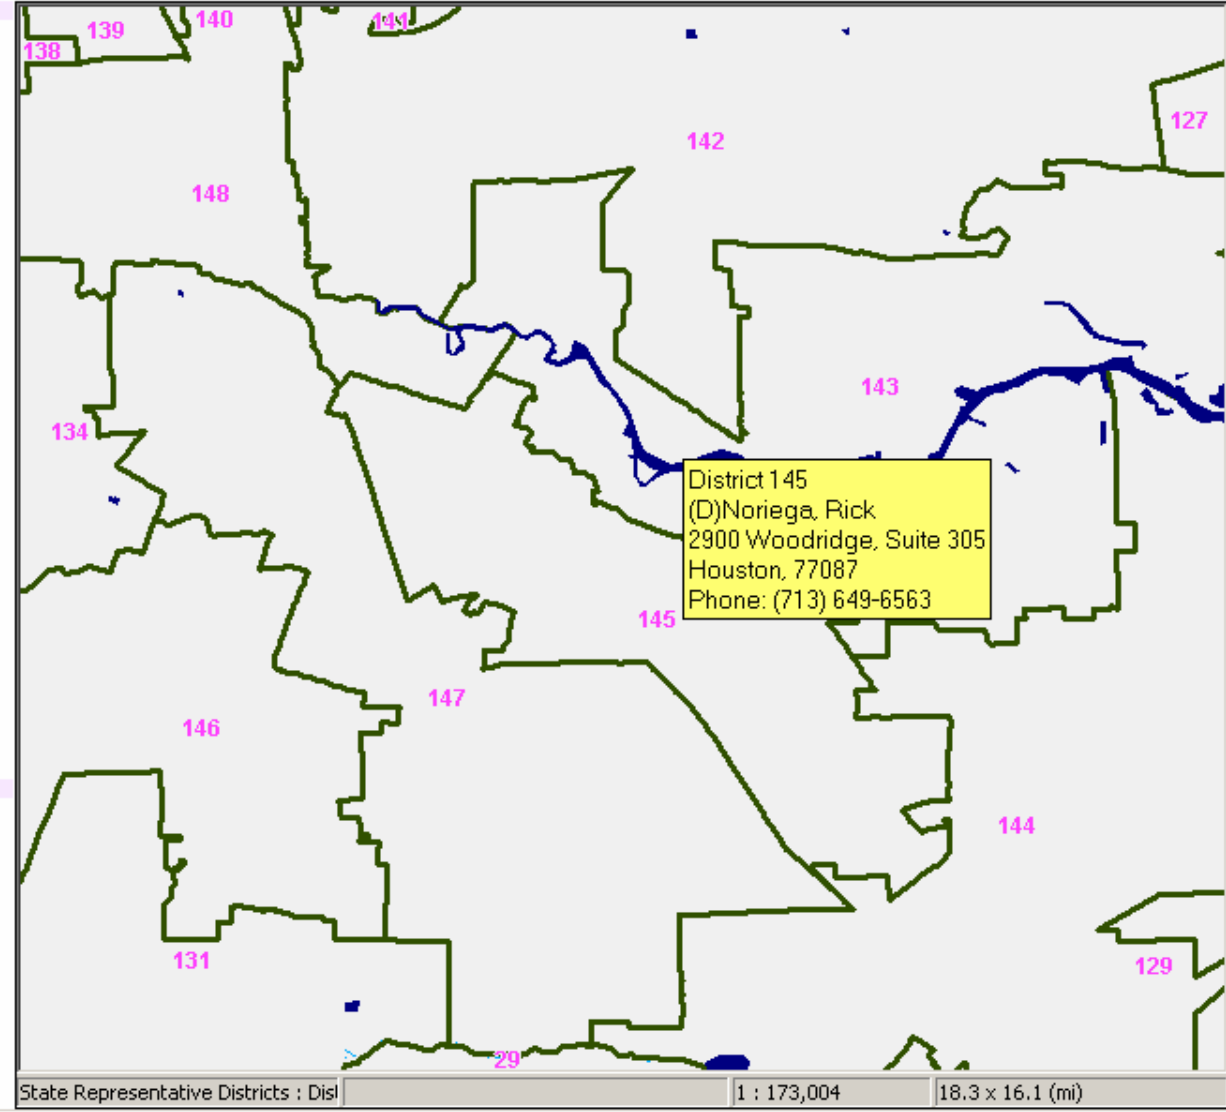 139
140
141
138
127
142
148
143
134
District 145
(D)Noriega, Rick
2900 Woodridge, Suite 305
Houston, 77087
Phone: (713) 649-6563
145
147
146
144
131
129
29
State Representative Districts : Dist
1 : 173,004
18.3 x 16.1 (mi)